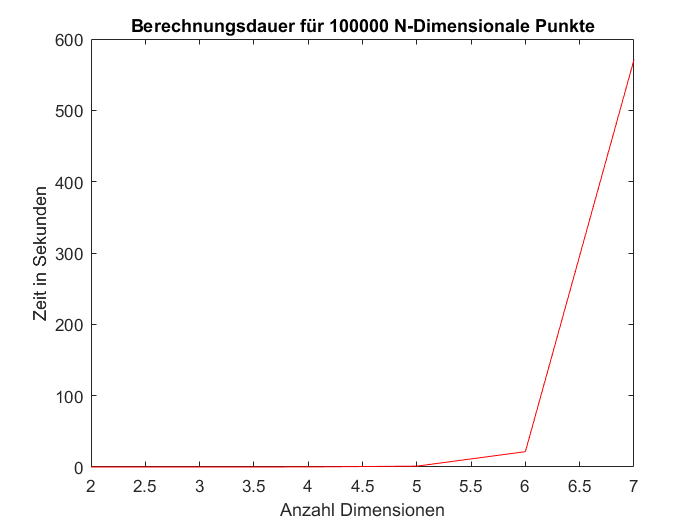 Berechnungsdauer für 100000 N-Dimensionale Punkte
600
500
400
300
200
100
0
Zeit in Sekunden
2 2.5 3 3.5 4 4.5 5 5.5 6 6.5 7
Anzahl Dimensionen